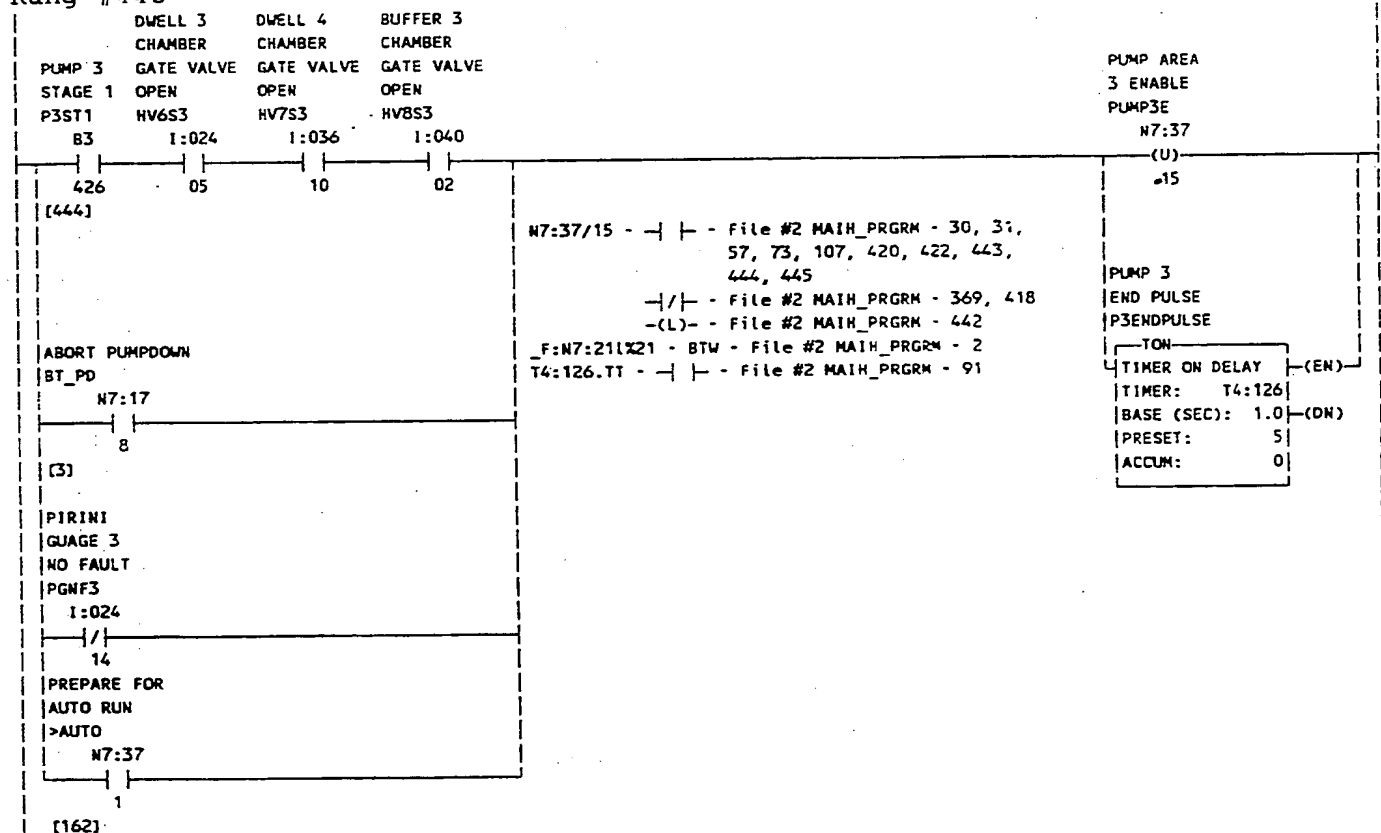 DWELL 3 DWELL 4 BUFFER 3
CHAMBER CHAMBER CHAMBER
PUMP 3 GATE VALVE GATE VALVE GATE VALVE
STAGE 1 OPEN OPEN OPEN
P3ST1 HV6S3 HV7S3 HV8S3
B3 I:024 I:036 I:040
426 05 10 02
[444]
PUMP AREA
3 ENABLE
PUMP3E
N7:37
(U)
15
N7:37/15 - ┤ ├ - File #2 MAIN_PRGRM - 30, 31,
57, 73, 107, 420, 422, 443,
444, 445
┤/├ - File #2 MAIN_PRGRM - 369, 418
-(L)- - File #2 MAIN_PRGRM - 442
_F:N7:21l%21 - BTW - File #2 MAIN_PRGRM - 2
T4:126.TT - ┤ ├ - File #2 MAIN_PRGRM - 91
PUMP 3
END PULSE
P3ENDPULSE
TON
TIMER ON DELAY (EN)
TIMER: T4:126
BASE (SEC): 1.0 (DN)
PRESET: 5
ACCUM: 0
ABORT PUMPDOWN
BT_PD
N7:17
8
[3]
PIRINI
GUAGE 3
NO FAULT
PGNF3
I:024
/
14
PREPARE FOR
AUTO RUN
>AUTO
N7:37
1
[162]